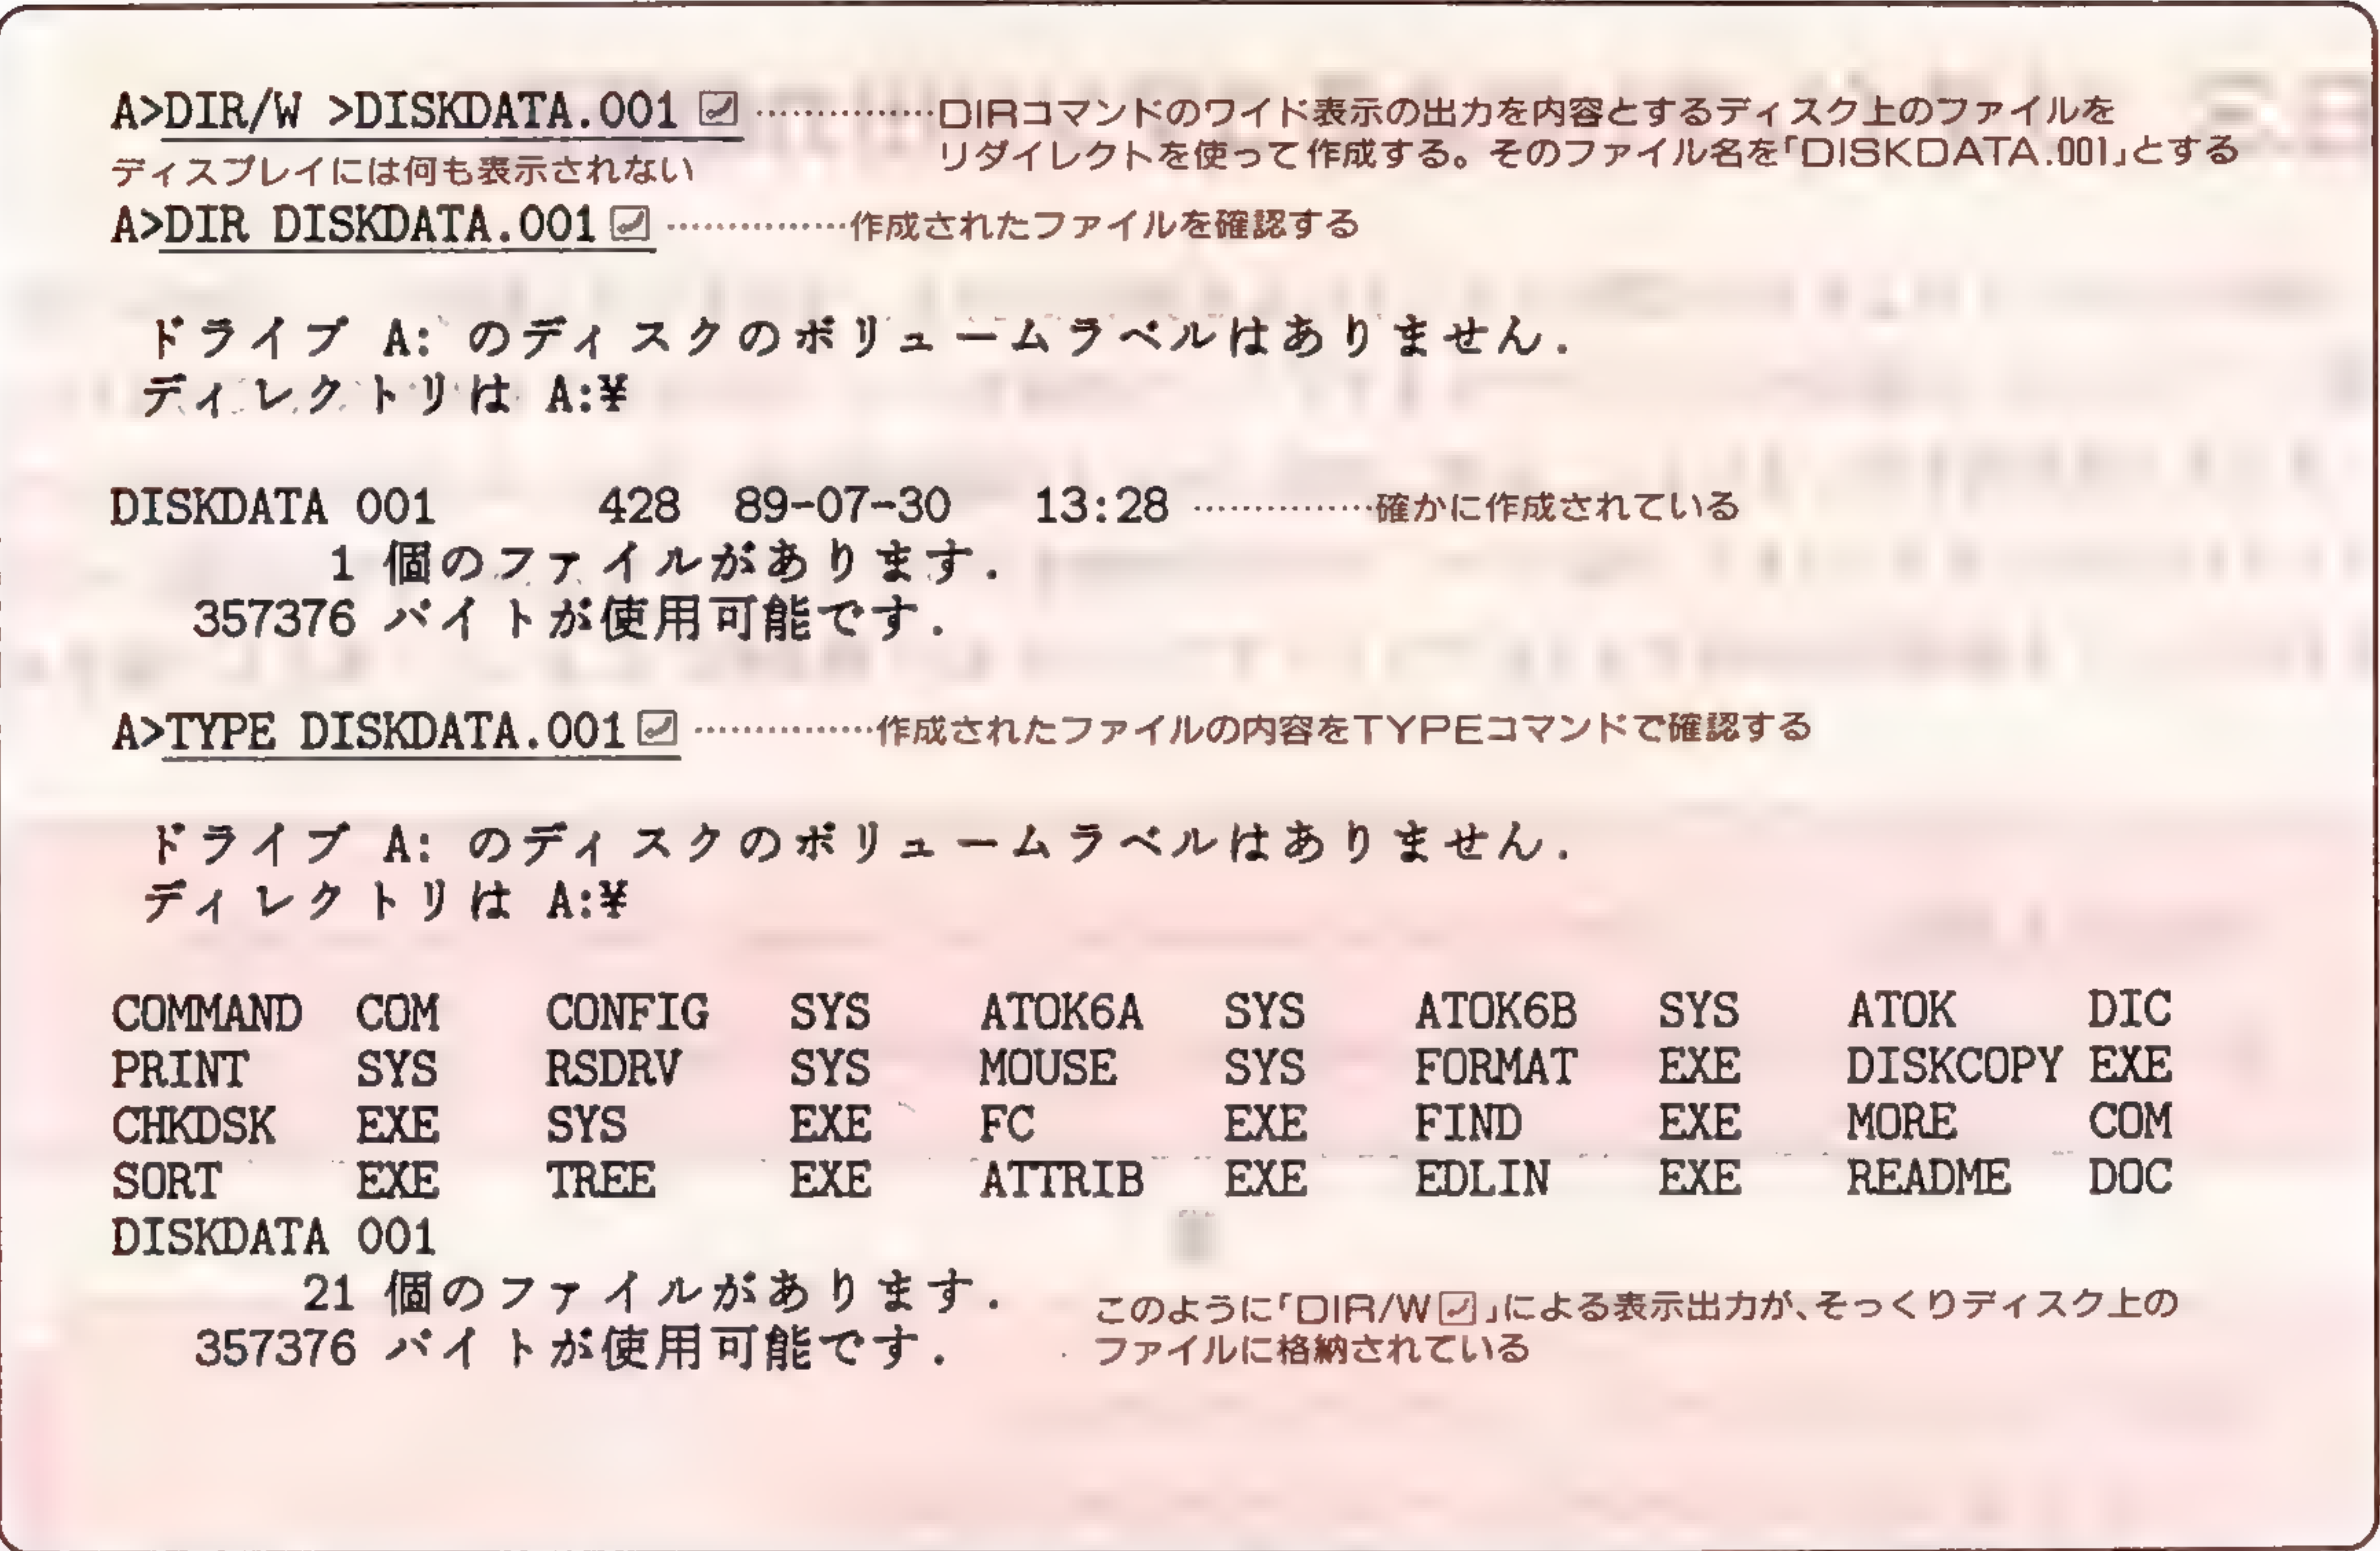 A>DIR/W >DISKDATA.001 ……………DIRコマンドのワイド表示の出力を内容とするディスク上のファイルを
リダイレクトを使って作成する。そのファイル名を「DISKDATA.001」とする
ディスプレイには何も表示されない
A>DIR DISKDATA.001 ……………作成されたファイルを確認する
ドライブ A: のディスクのボリュームラベルはありません.
ディレクトリは A:¥
DISKDATA 001 428 89-07-30 13:28 ……………確かに作成されている
1 個のファイルがあります.
357376 バイトが使用可能です.
A>TYPE DISKDATA.001 ……………作成されたファイルの内容をTYPEコマンドで確認する
ドライブ A: のディスクのボリュームラベルはありません.
ディレクトリは A:¥
COMMAND COM CONFIG SYS ATOK6A SYS ATOK6B SYS ATOK DIC
PRINT SYS RSDRV SYS MOUSE SYS FORMAT EXE DISKCOPY EXE
CHKDSK EXE SYS EXE FC EXE FIND EXE MORE COM
SORT EXE TREE EXE ATTRIB EXE EDLIN EXE README DOC
DISKDATA 001
21 個のファイルがあります.
357376 バイトが使用可能です.
このように「DIR/W」による表示出力が、そっくりディスク上の
ファイルに格納されている